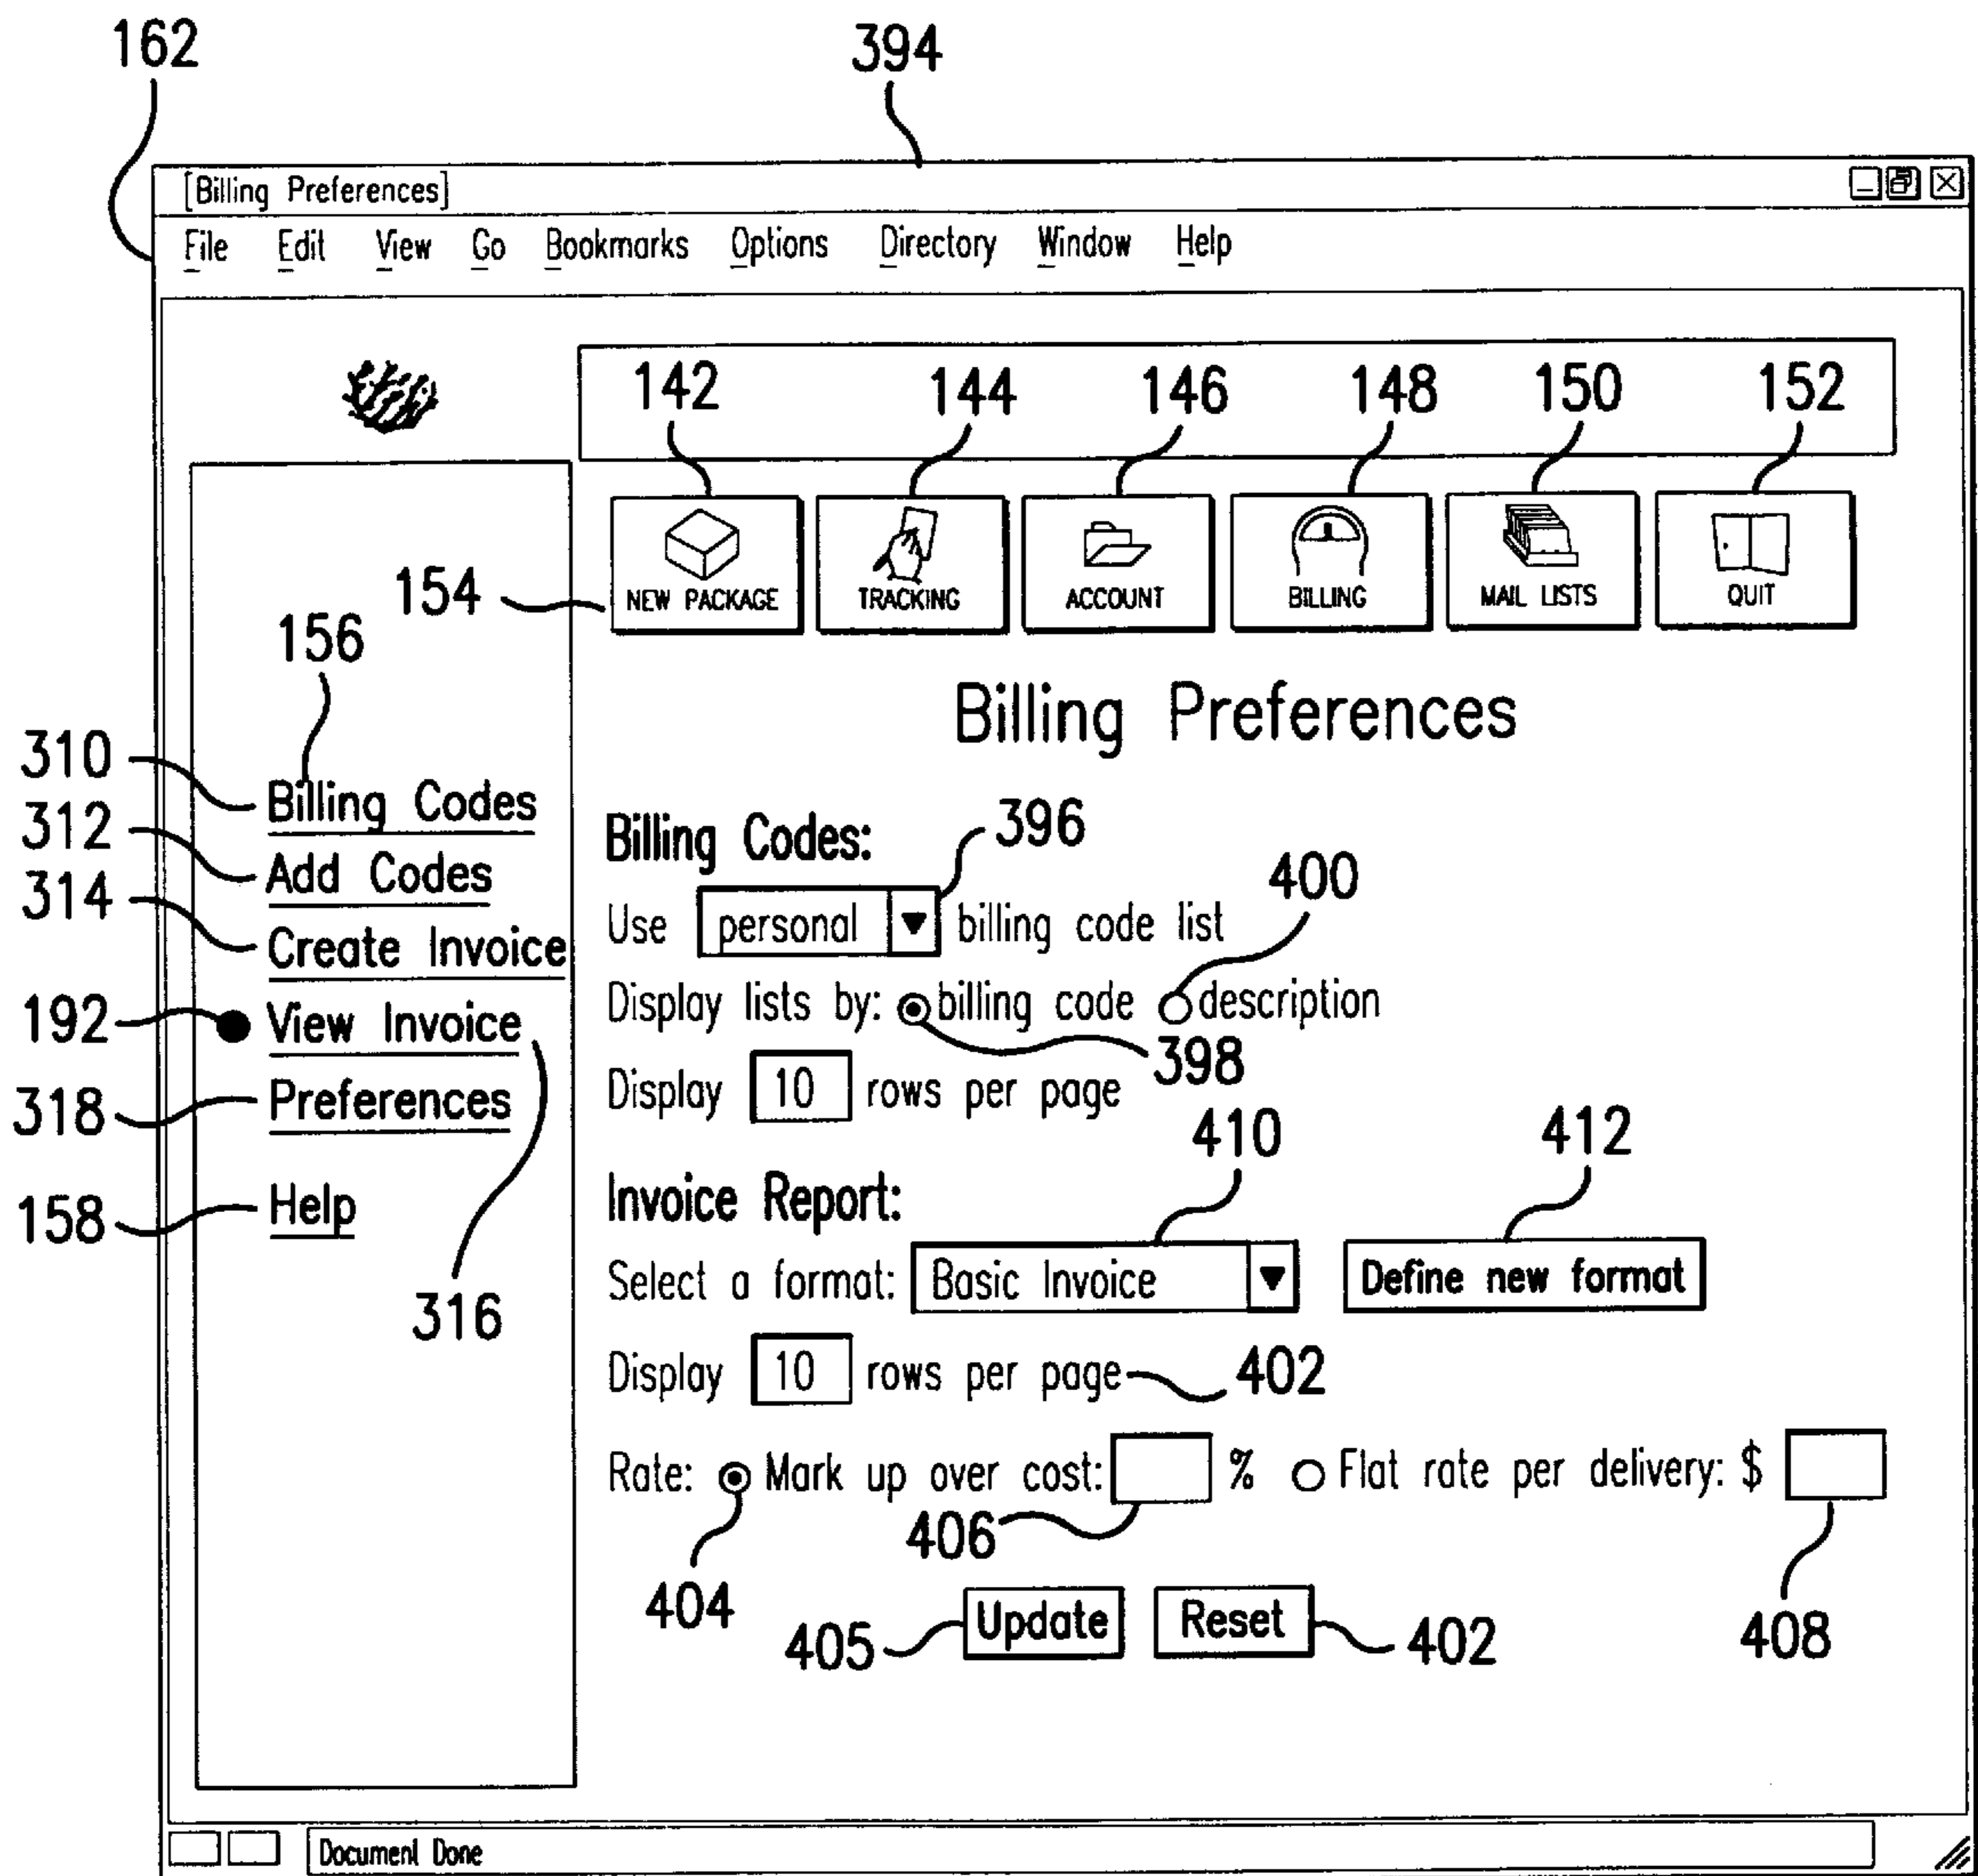 162
394
[Billing Preferences]
File Edit View Go Bookmarks Options Directory Window Help
142 144 146 148 150 152
154
NEW PACKAGE TRACKING ACCOUNT BILLING MAIL LISTS QUIT
156
Billing Preferences
310 Billing Codes
312 Add Codes
314 Create Invoice
192 View Invoice
318 Preferences
158 Help
316
Billing Codes: 396
400
Use personal billing code list
Display lists by: billing code description
398
Display 10 rows per page
410 412
Invoice Report:
Select a format: Basic Invoice Define new format
Display 10 rows per page 402
Rate: Mark up over cost: % Flat rate per delivery: $
406
404 408
405 Update Reset 402
Document Done